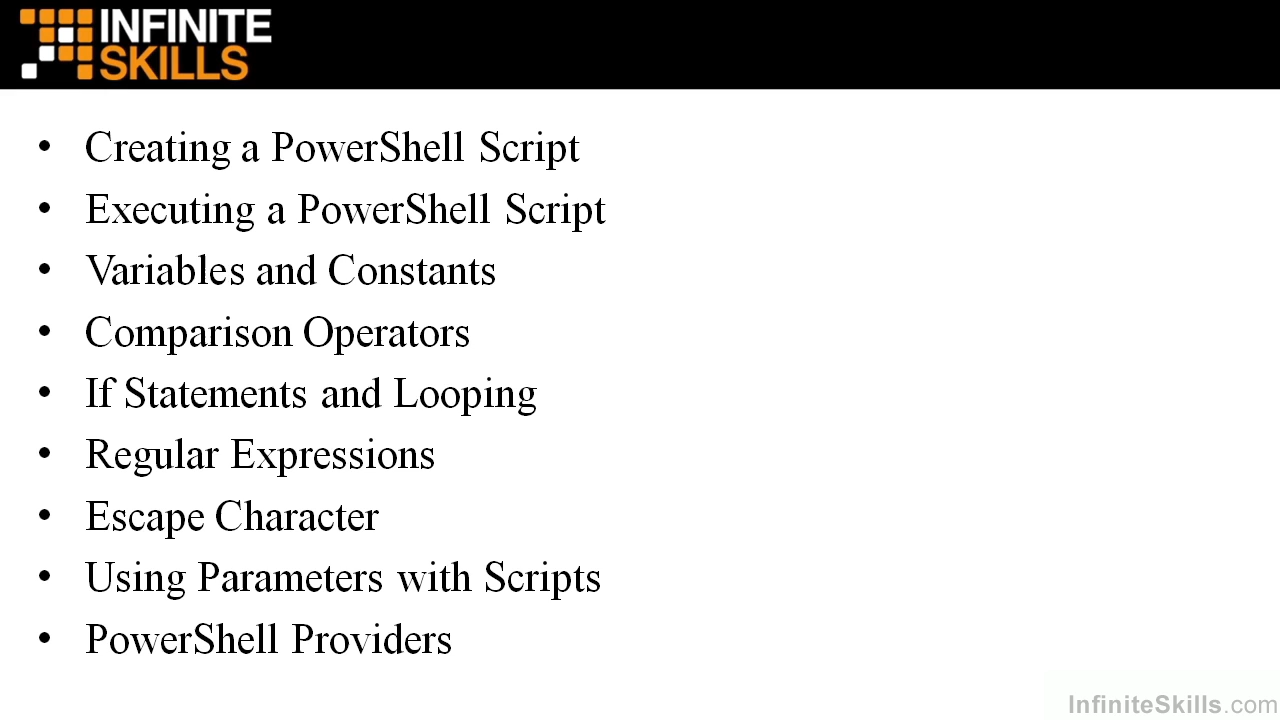 INFINITE
SKILLS
• Creating a PowerShell Script
• Executing a PowerShell Script
• Variables and Constants
• Comparison Operators
• If Statements and Looping
• Regular Expressions
• Escape Character
• Using Parameters with Scripts
• PowerShell Providers
InfiniteSkills.com